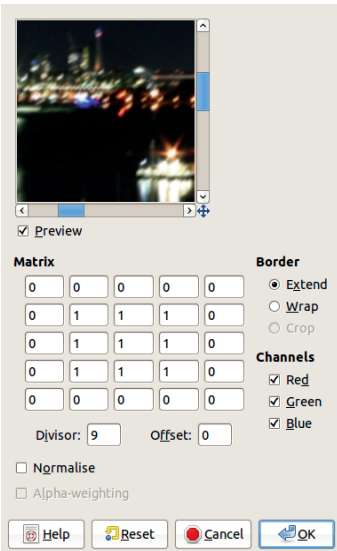 Preview
Matrix
0 0 0 0 0
0 1 1 1 0
0 1 1 1 0
0 1 1 1 0
0 0 0 0 0
Divisor: 9 Offset: 0
Normalise
Alpha-weighting
Border
Extend
Wrap
Crop
Channels
Red
Green
Blue
Help Reset Cancel OK